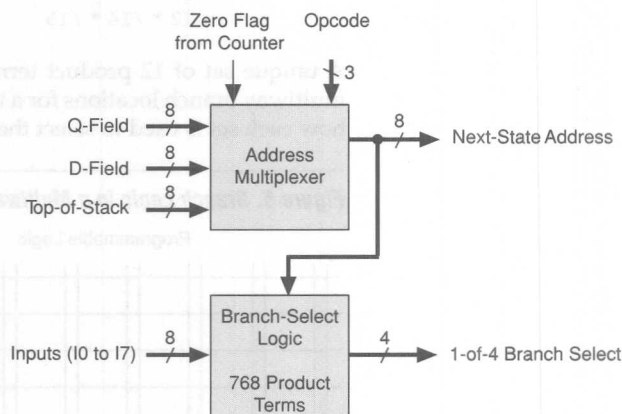 Zero Flag
from Counter
Opcode
3
Q-Field
8
D-Field
8
Top-of-Stack
8
Address
Multiplexer
8
Next-State Address
Branch-Select
Logic
768 Product
Terms
Inputs (I0 to I7)
8
4
1-of-4 Branch Select